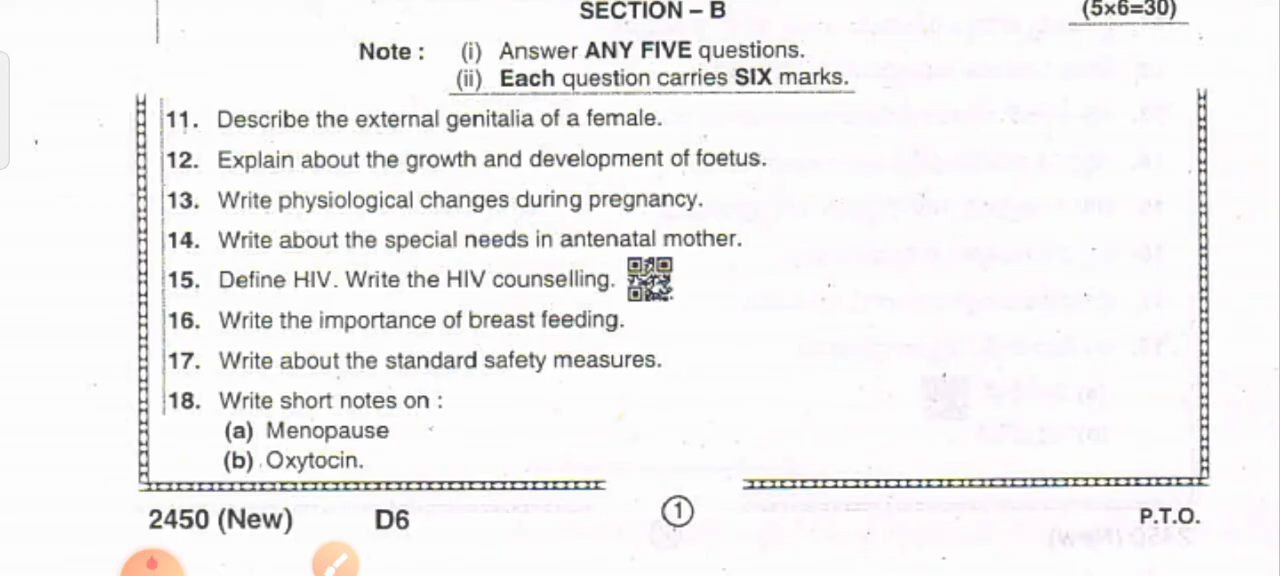 SECTION – B
(5×6=30)
Note : (i) Answer ANY FIVE questions.
(ii) Each question carries SIX marks.
11. Describe the external genitalia of a female.
12. Explain about the growth and development of foetus.
13. Write physiological changes during pregnancy.
14. Write about the special needs in antenatal mother.
15. Define HIV. Write the HIV counselling.
16. Write the importance of breast feeding.
17. Write about the standard safety measures.
18. Write short notes on :
(a) Menopause
(b) Oxytocin.
2450 (New) D6 1 P.T.O.